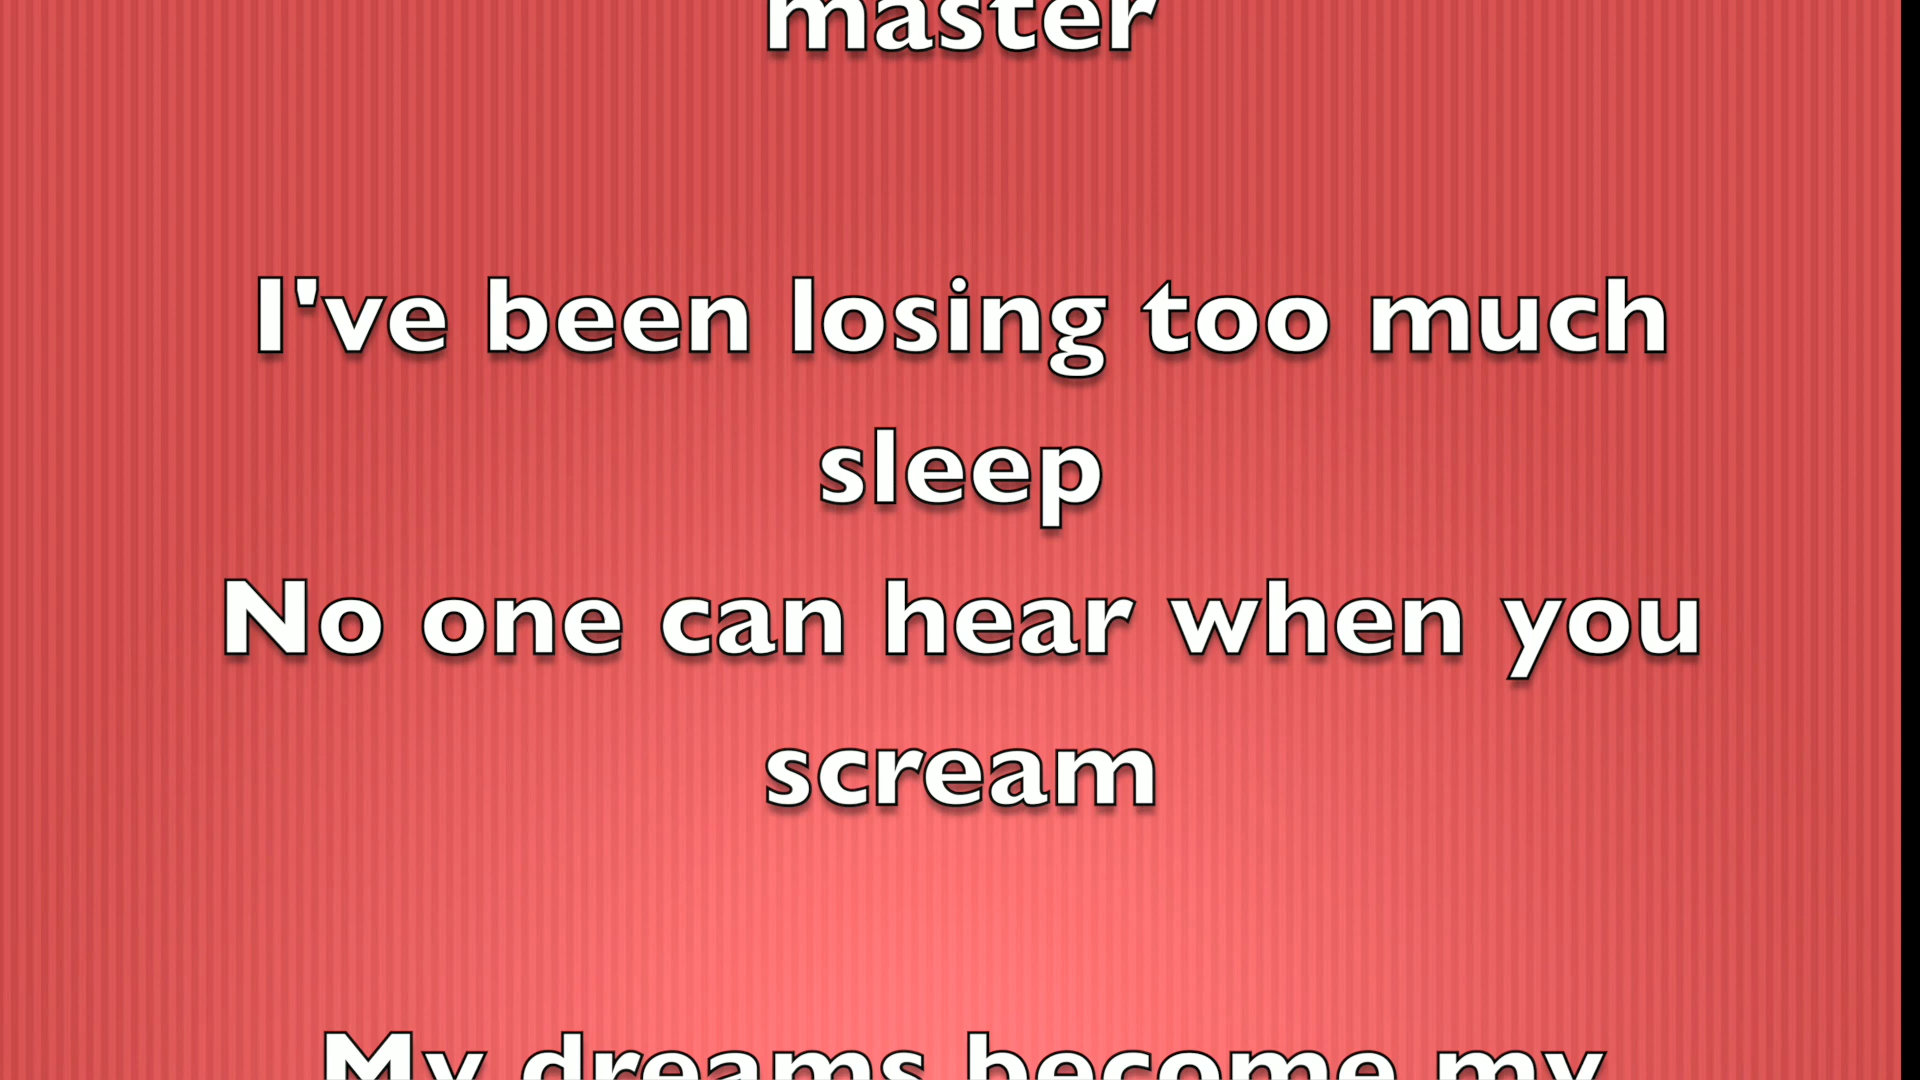 master
I've been losing too much
sleep
No one can hear when you
scream
My dreams become my